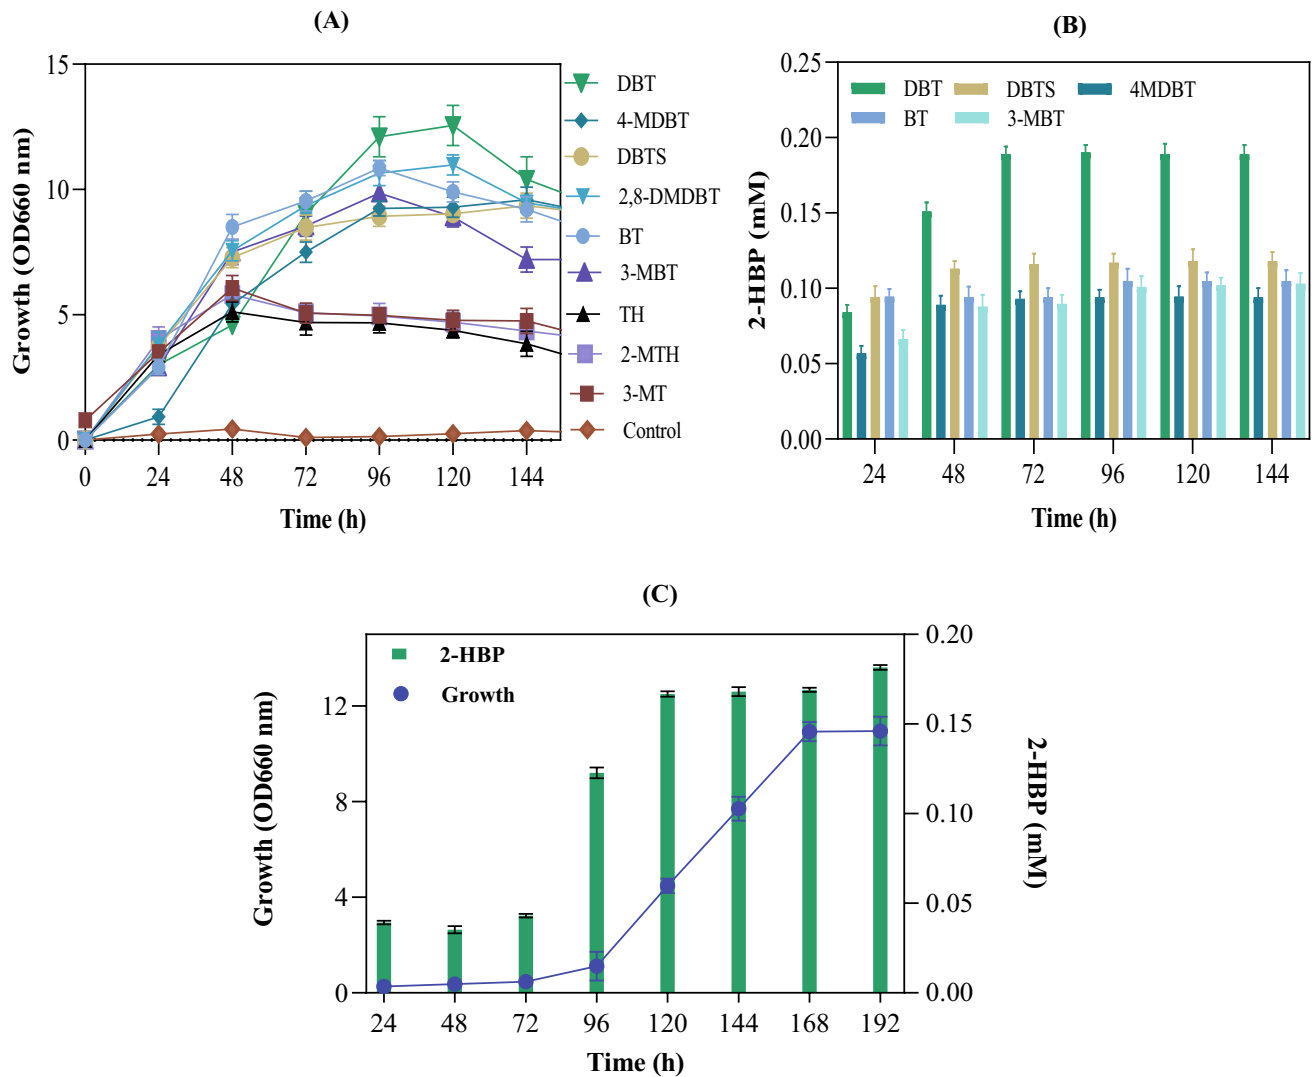 (A)
Growth (OD660 nm)
15
10
5
0
0 24 48 72 96 120 144
Time (h)
DBT
4-MDBT
DBTS
2,8-DMDBT
BT
3-MBT
TH
2-MTH
3-MT
Control
(B)
2-HBP (mM)
0.25
0.20
0.15
0.10
0.05
0.00
DBT DBTS 4MDBT
BT 3-MBT
24 48 72 96 120 144
Time (h)
(C)
Growth (OD660 nm)
12
8
4
0
2-HBP
Growth
0.20
0.15
0.10
0.05
0.00
2-HBP (mM)
24 48 72 96 120 144 168 192
Time (h)